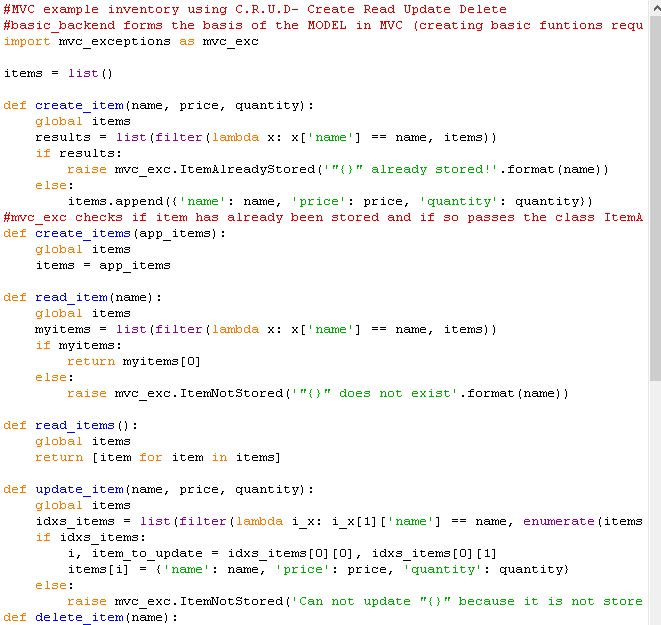 #MVC example inventory using C.R.U.D- Create Read Update Delete
#basic_backend forms the basis of the MODEL in MVC (creating basic funtions requ
import mvc_exceptions as mvc_exc

items = list()

def create_item(name, price, quantity):
    global items
    results = list(filter(lambda x: x['name'] == name, items))
    if results:
        raise mvc_exc.ItemAlreadyStored('"{}" already stored!'.format(name))
    else:
        items.append({'name': name, 'price': price, 'quantity': quantity})
#mvc_exc checks if item has already been stored and if so passes the class ItemA
def create_items(app_items):
    global items
    items = app_items

def read_item(name):
    global items
    myitems = list(filter(lambda x: x['name'] == name, items))
    if myitems:
        return myitems[0]
    else:
        raise mvc_exc.ItemNotStored('"{}" does not exist'.format(name))

def read_items():
    global items
    return [item for item in items]

def update_item(name, price, quantity):
    global items
    idxs_items = list(filter(lambda i_x: i_x[1]['name'] == name, enumerate(items
    if idxs_items:
        i, item_to_update = idxs_items[0][0], idxs_items[0][1]
        items[i] = {'name': name, 'price': price, 'quantity': quantity}
    else:
        raise mvc_exc.ItemNotStored('Can not update "{}" because it is not store
def delete_item(name):